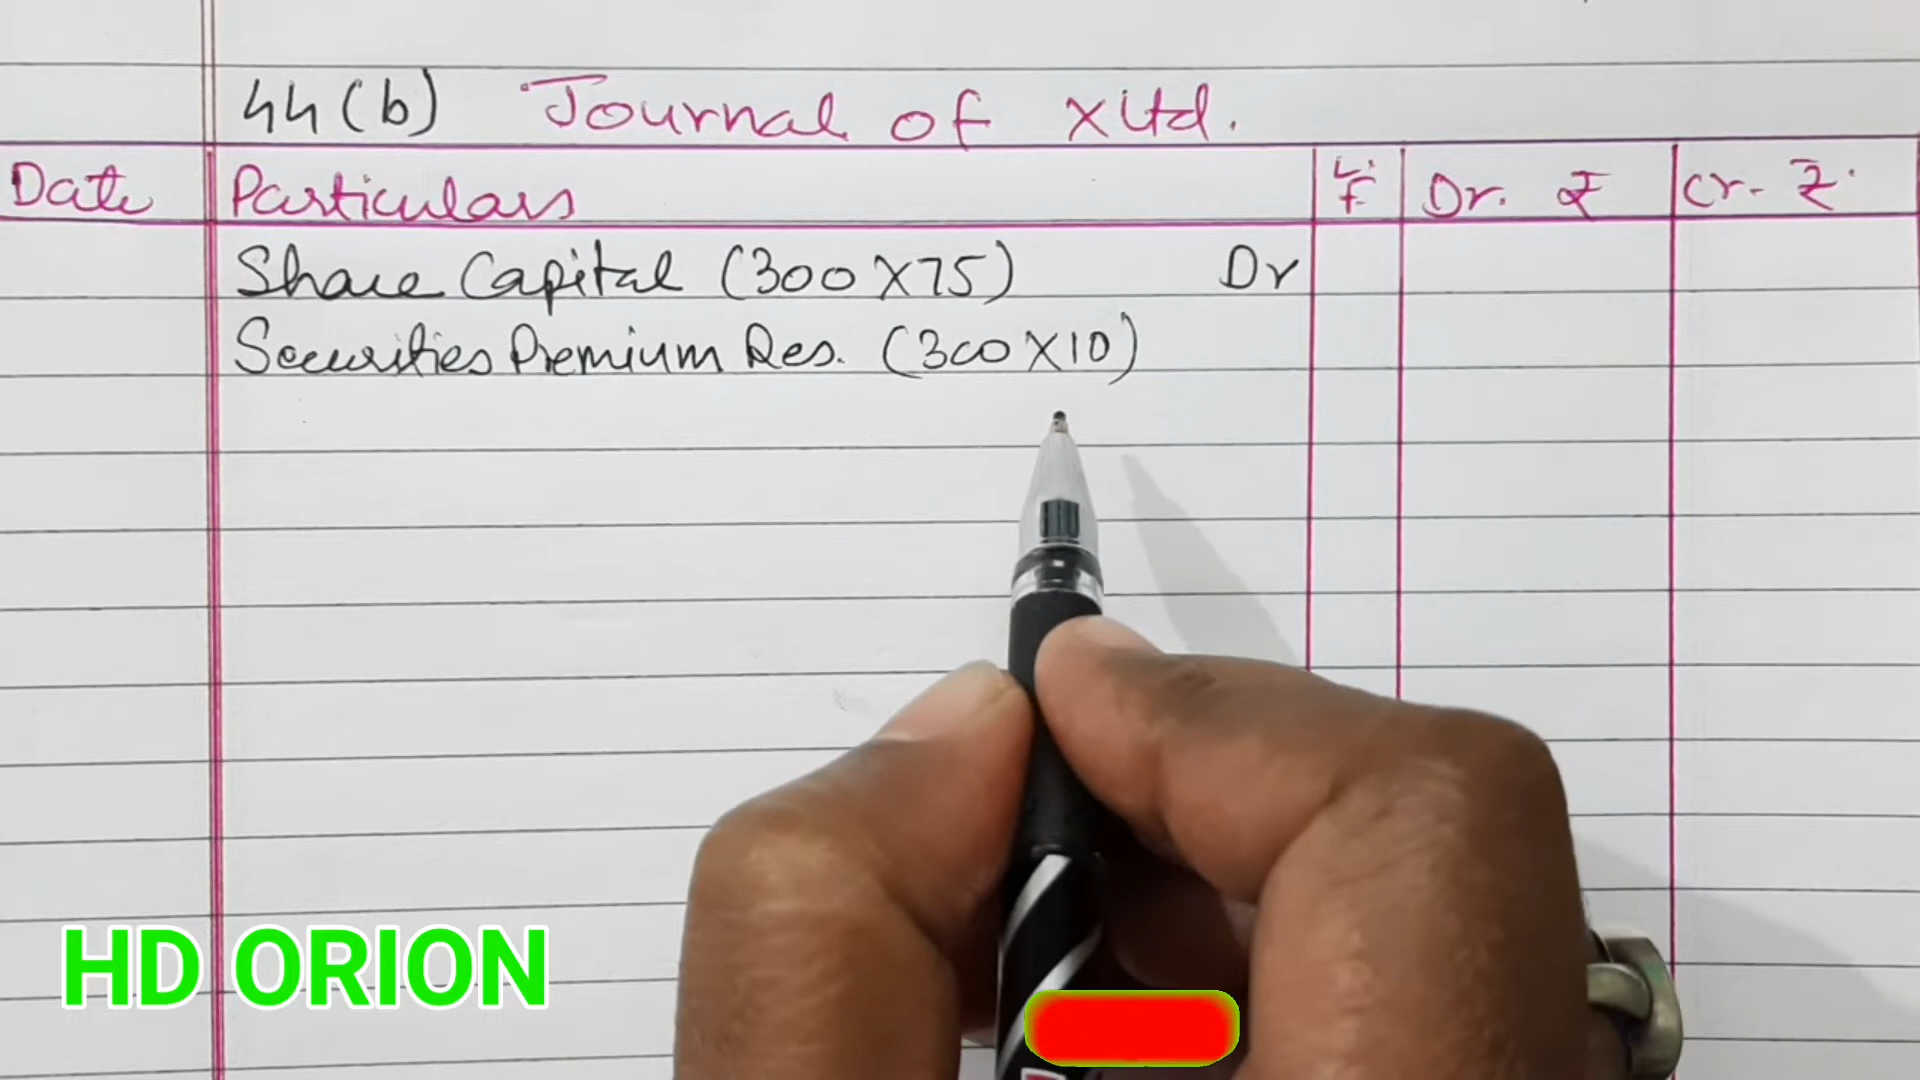 44(b) Journal of X Ltd.
Date Particulars L.F Dr. ₹ Cr. ₹
Share Capital (300 X 75) Dr
Securities Premium Res. (300 X 10)
HD ORION